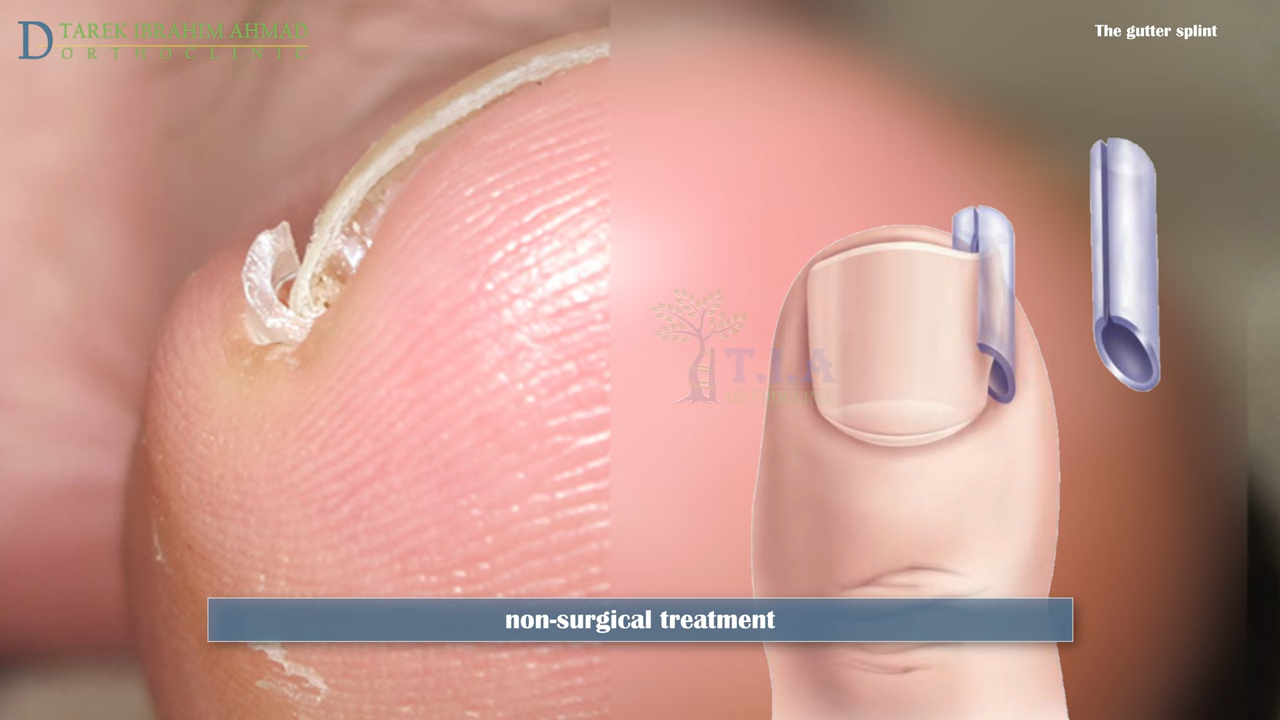 D TAREK IBRAHIM AHMAD
ORTHOCLINIC
The gutter splint
T.I.A
non-surgical treatment